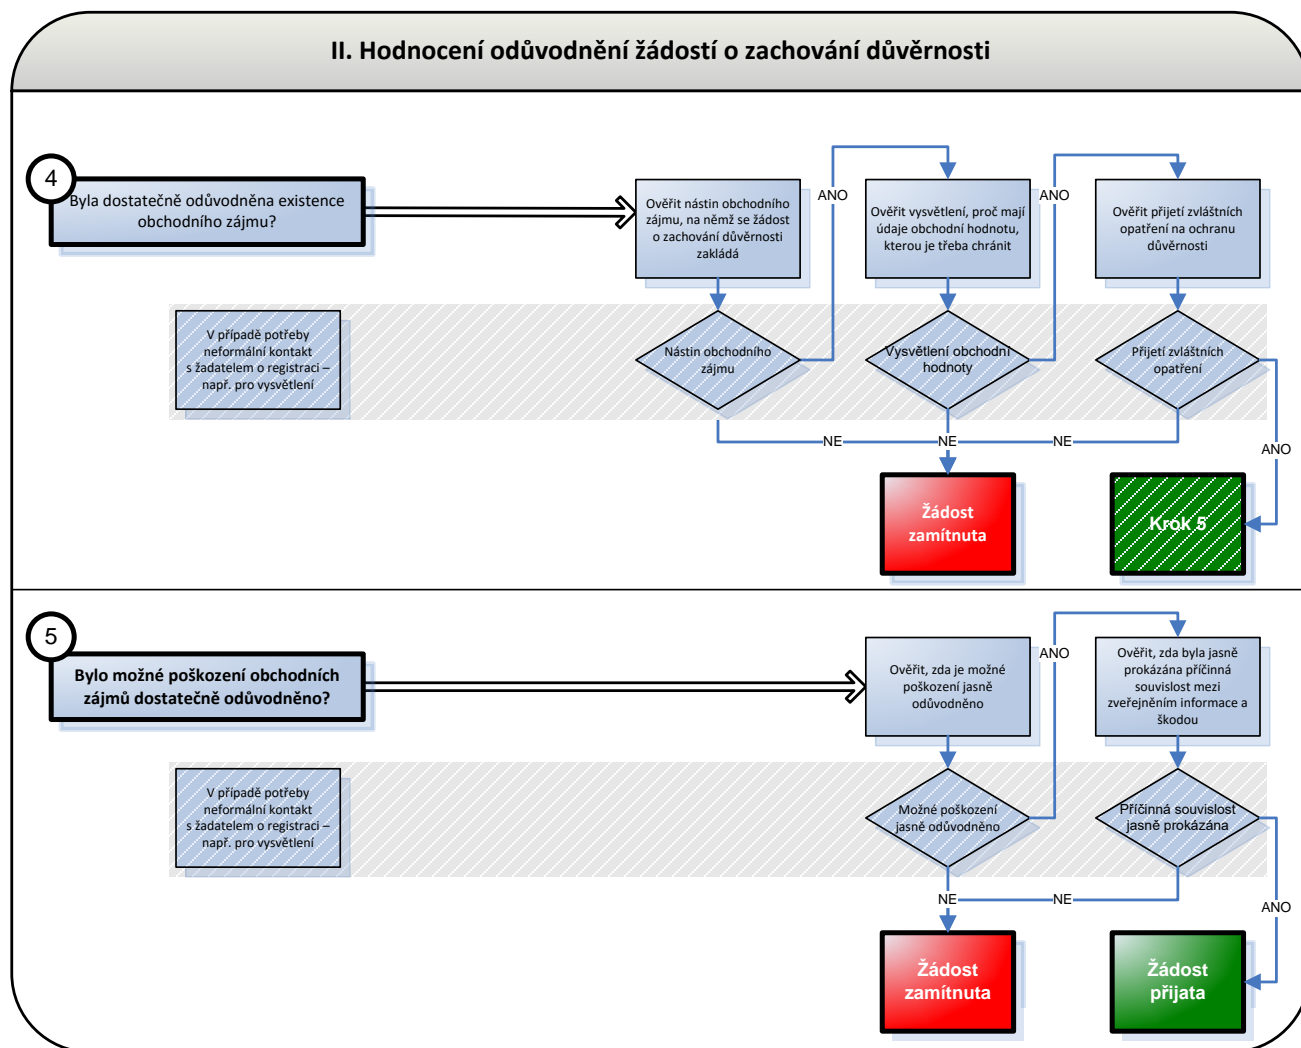 II. Hodnocení odůvodnění žádostí o zachování důvěrnosti
4
Byla dostatečně odůvodněna existence
obchodního zájmu?
Ověřit nástin obchodního
zájmu, na němž se žádost
o zachování důvěrnosti
zakládá
ANO
Ověřit vysvětlení, proč mají
údaje obchodní hodnotu,
kterou je třeba chránit
ANO
Ověřit přijetí zvláštních
opatření na ochranu
důvěrnosti
V případě potřeby
neformální kontakt
s žadatelem o registraci –
např. pro vysvětlení
Nástin obchodního
zájmu
Vysvětlení obchodní
hodnoty
Přijetí zvláštních
opatření
NE
NE
NE
ANO
Žádost
zamítnuta
Krok 5
5
Bylo možné poškození obchodních
zájmů dostatečně odůvodněno?
Ověřit, zda je možné
poškození jasně
odůvodněno
ANO
Ověřit, zda byla jasně
prokázána příčinná
souvislost mezi
zveřejněním informace a
škodou
V případě potřeby
neformální kontakt
s žadatelem o registraci –
např. pro vysvětlení
Možné poškození
jasně odůvodněno
Příčinná souvislost
jasně prokázána
NE
NE
ANO
Žádost
zamítnuta
Žádost
přijata